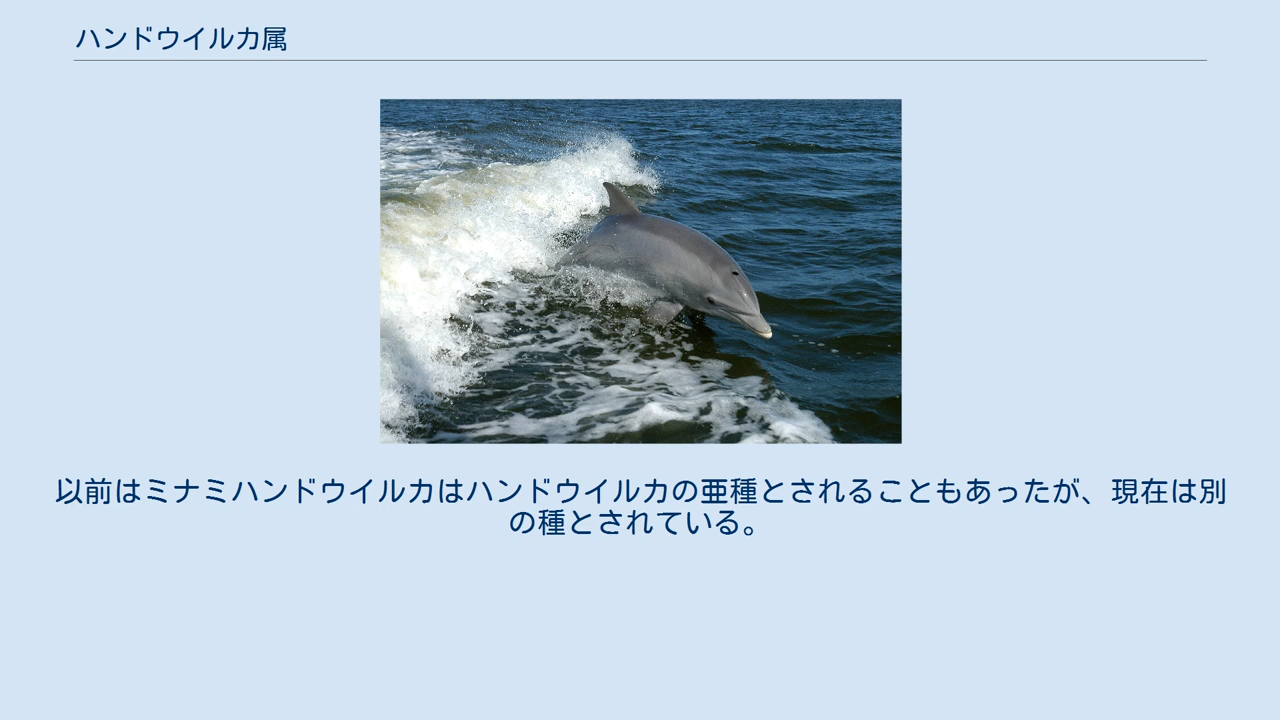 ハンドウイルカ属
以前はミナミハンドウイルカはハンドウイルカの亜種とされることもあったが、現在は別
の種とされている。